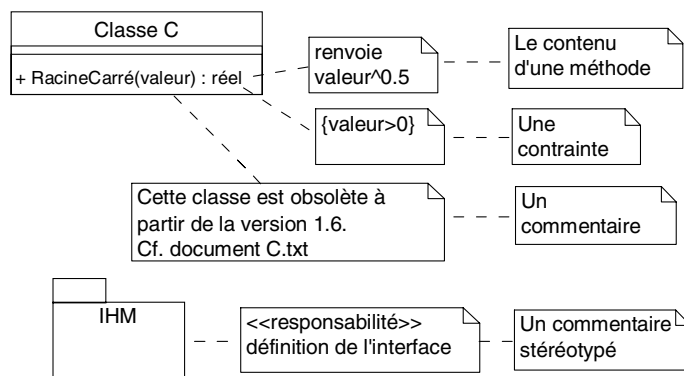 Classe C
+ RacineCarré(valeur) : réel
renvoie
valeur^0.5
Le contenu
d'une méthode
{valeur>0}
Une
contrainte
Cette classe est obsolète à
partir de la version 1.6.
Cf. document C.txt
Un
commentaire
IHM
<<responsabilité>>
définition de l'interface
Un commentaire
stéréotypé